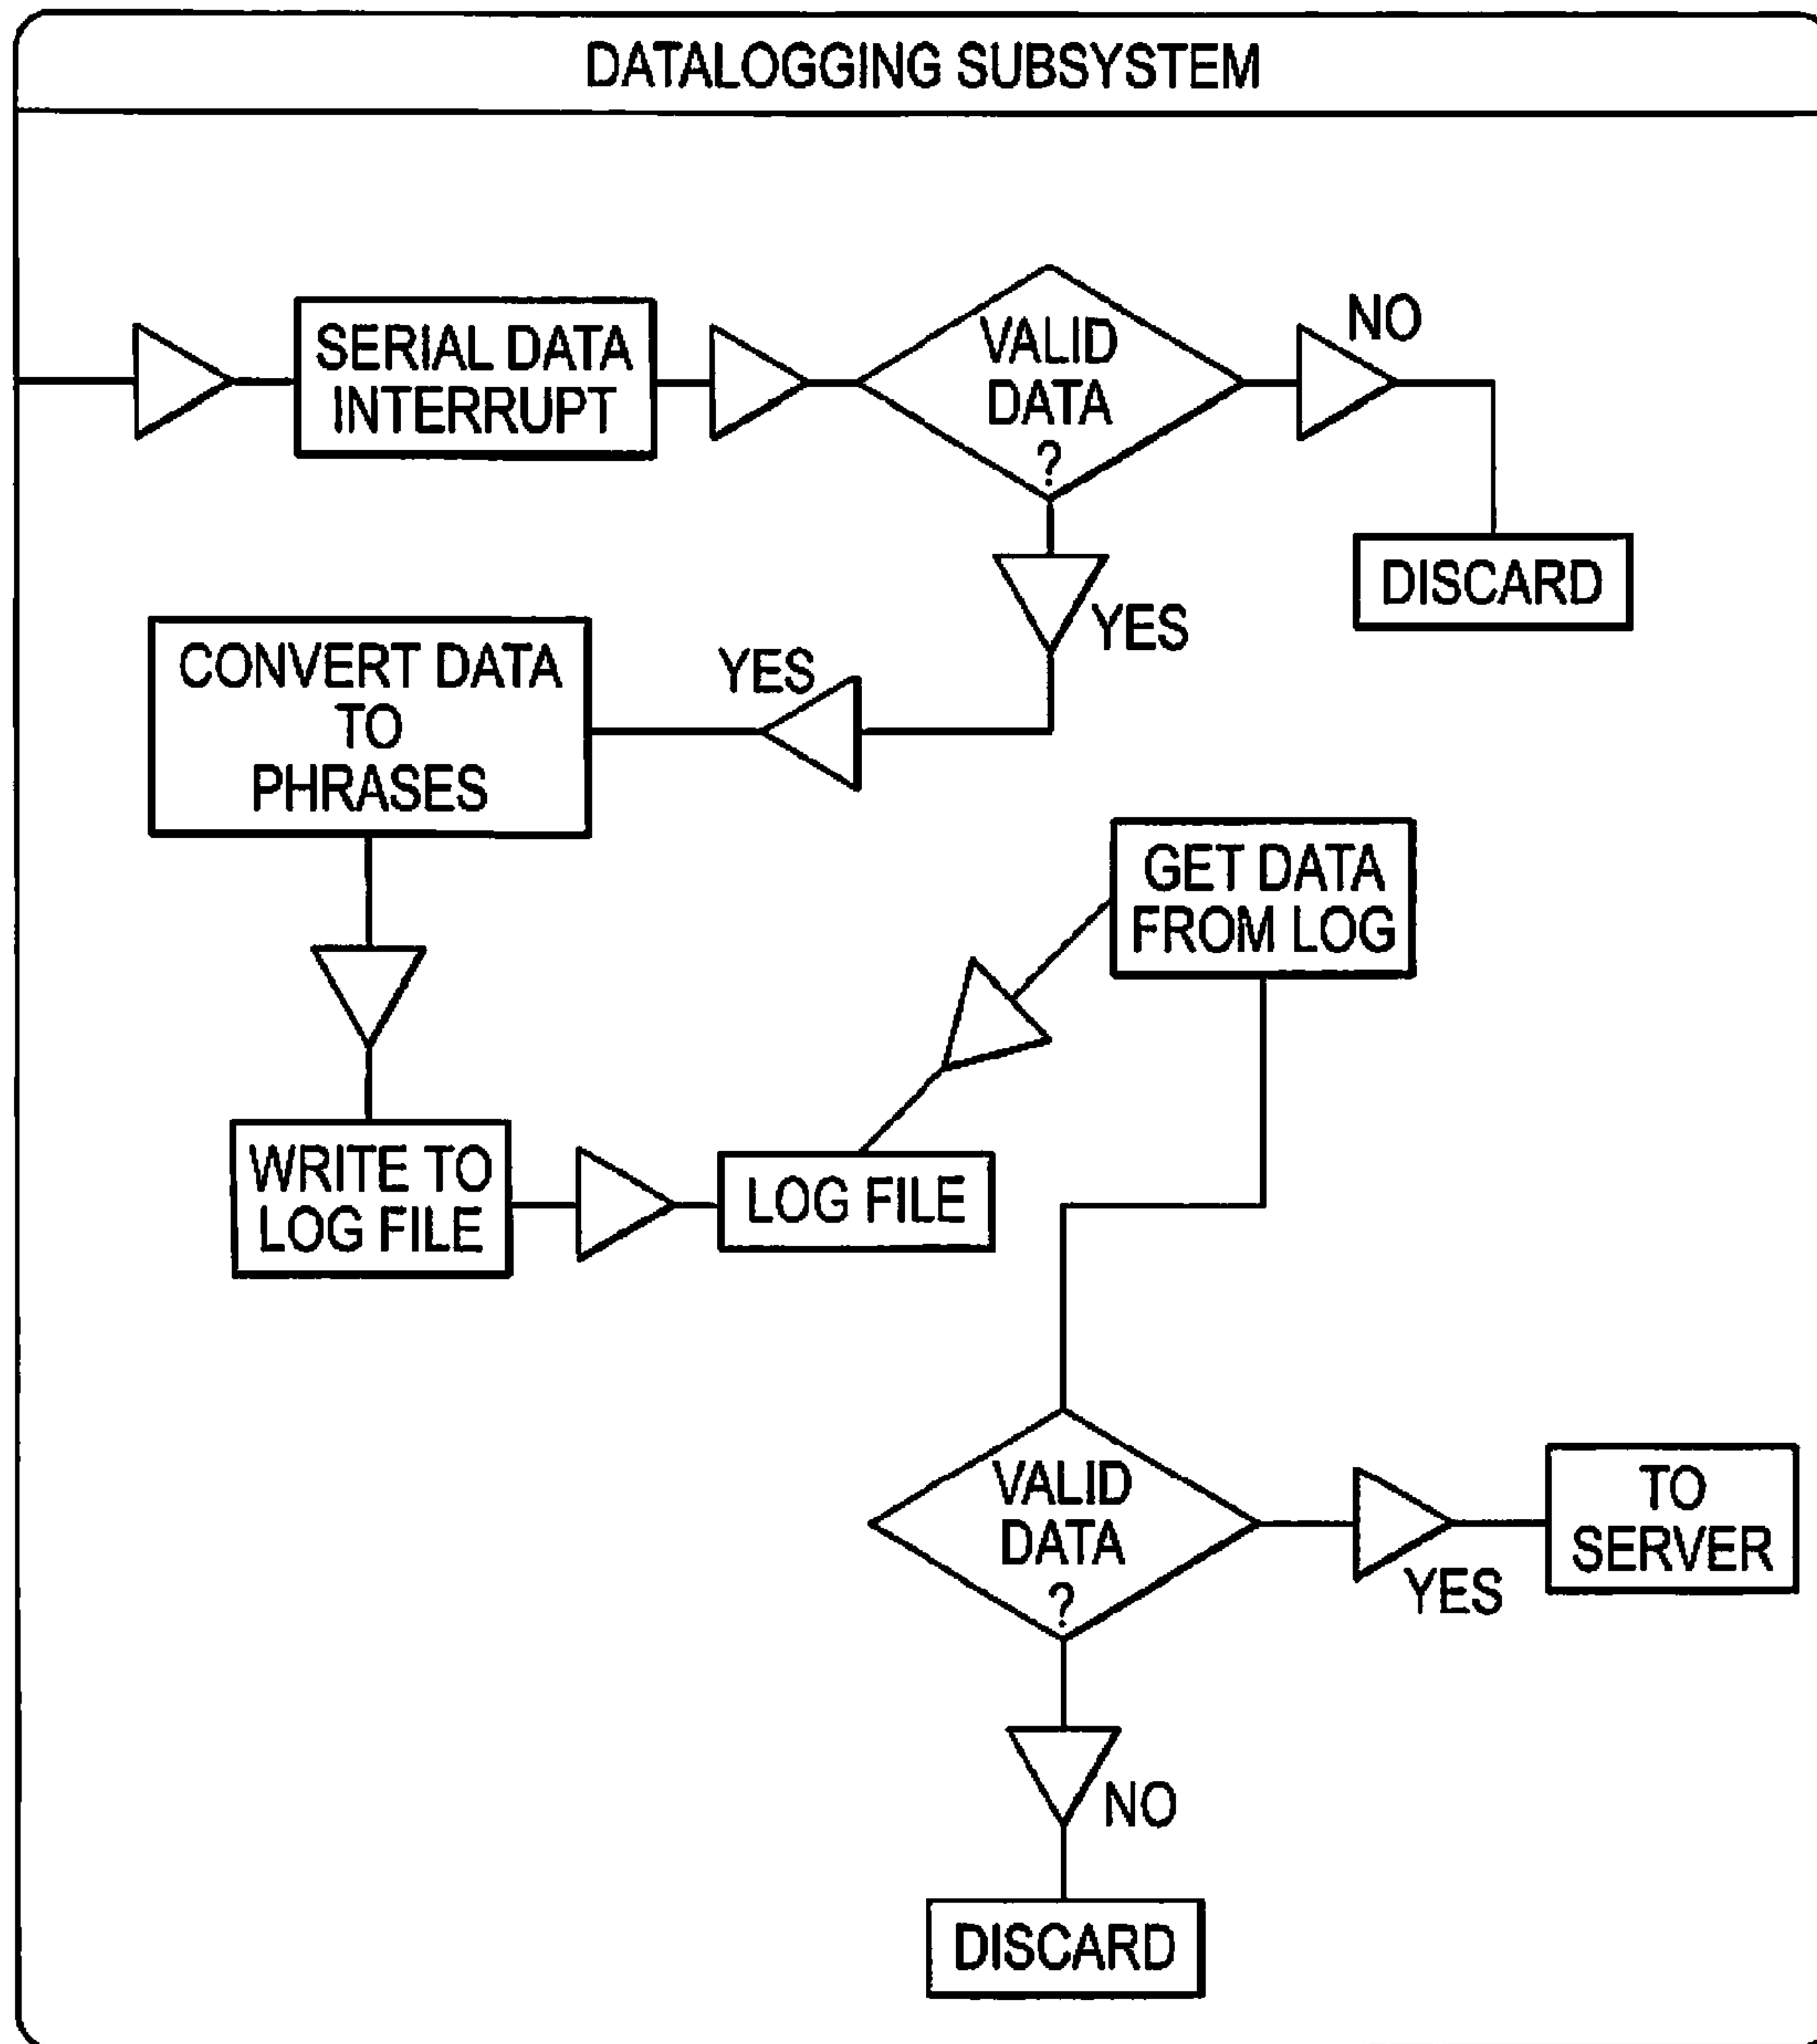 DATALOGGING SUBSYSTEM
SERIAL DATA
INTERRUPT
VALID
DATA
?
NO
DISCARD
YES
YES
CONVERT DATA
TO
PHRASES
GET DATA
FROM LOG
WRITE TO
LOG FILE
LOG FILE
VALID
DATA
?
YES
TO
SERVER
NO
DISCARD